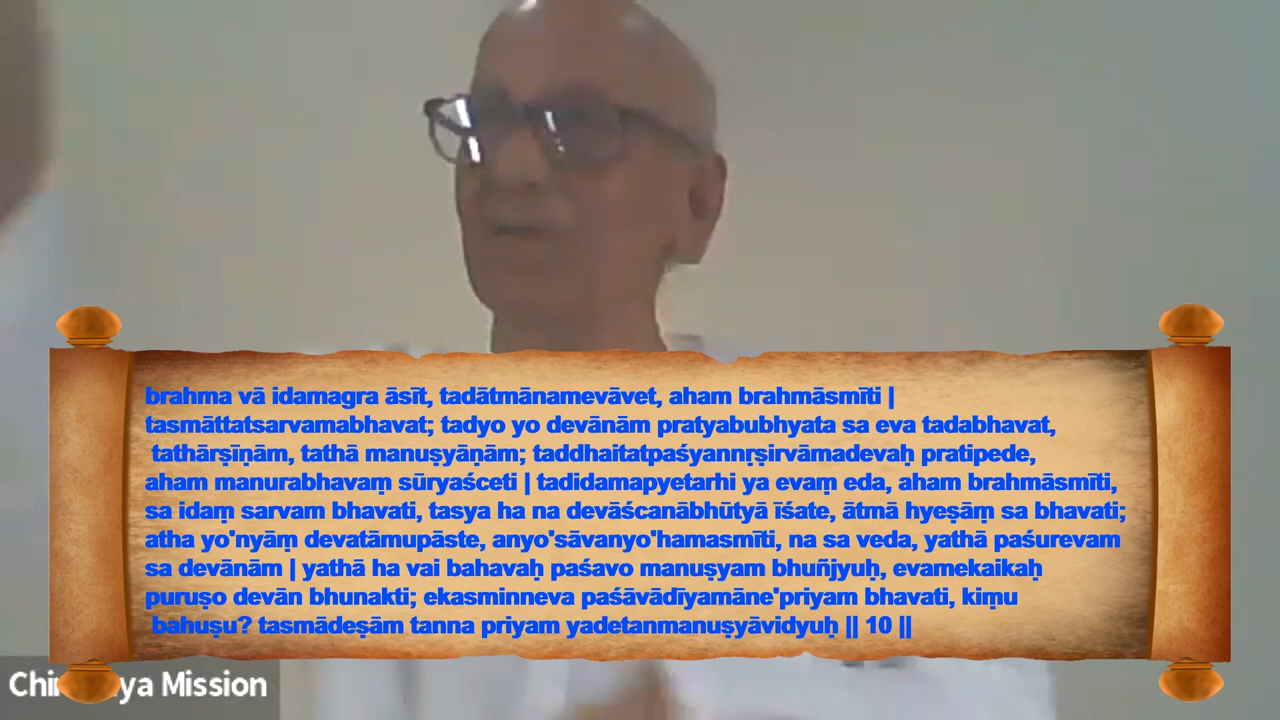 brahma vā idamagra āsīt, tadātmānamevāvet, aham brahmāsmīti |
tasmāttatsarvamabhavat; tadyo yo devānām pratyabubhyata sa eva tadabhavat,
tathārṣīṇām, tathā manuṣyāṇām; taddhaitatpaśyannṛṣirvāmadevaḥ pratipede,
aham manurabhavaṃ sūryaśceti | tadidamapyetarhi ya evaṃ eda, aham brahmāsmīti,
sa idaṃ sarvam bhavati, tasya ha na devāścanābhūtyā īśate, ātmā hyeṣāṃ sa bhavati;
atha yo'nyāṃ devatāmupāste, anyo'sāvanyo'hamasmīti, na sa veda, yathā paśurevam
sa devānām | yathā ha vai bahavaḥ paśavo manuṣyam bhuñjyuḥ, evamekaikaḥ
puruṣo devān bhunakti; ekasminneva paśāvādīyamāne'priyam bhavati, kiṃu
bahuṣu? tasmādeṣāṃ tanna priyam yadetanmanuṣyāvidyuḥ || 10 ||
Mission